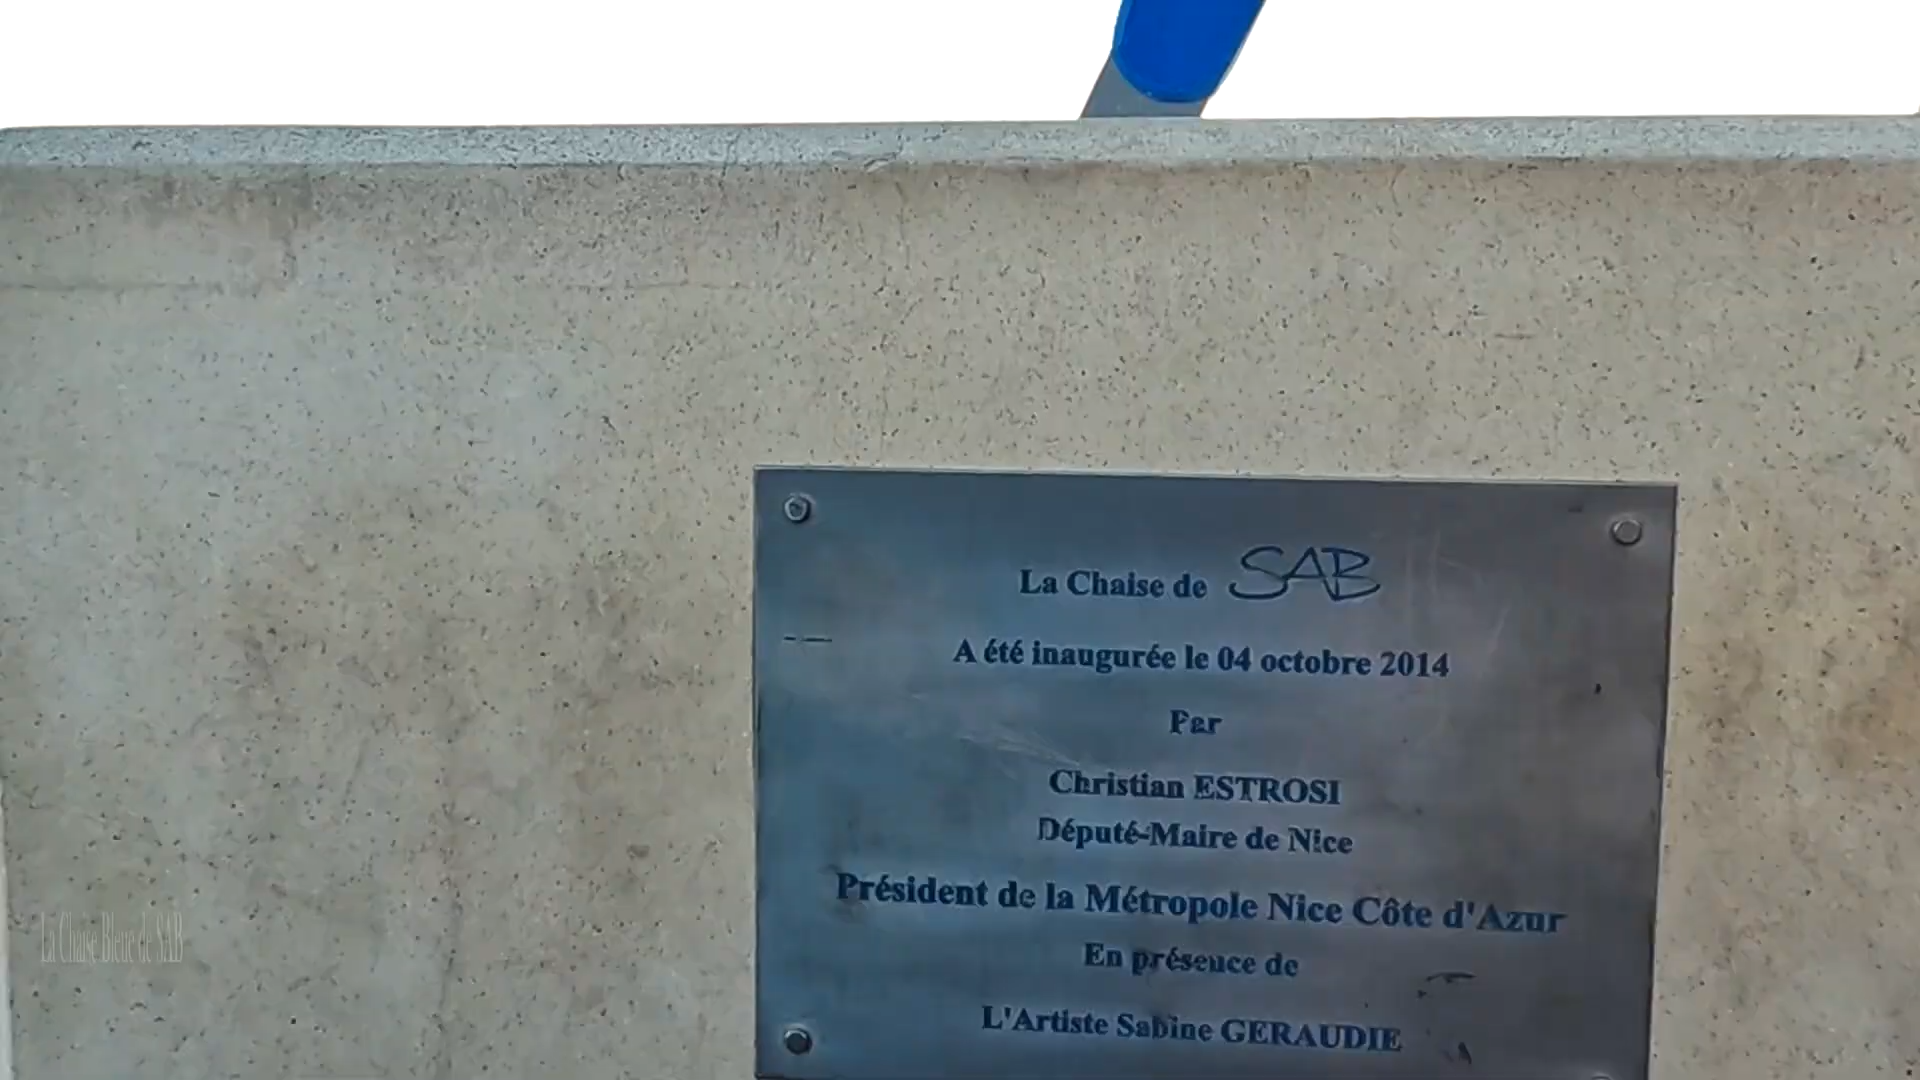 La Chaise de SAB
A été inaugurée le 04 octobre 2014
Par
Christian ESTROSI
Député-Maire de Nice
Président de la Métropole Nice Côte d'Azur
En présence de
L'Artiste Sabine GERAUDIE
La Chaise Bleue de SAB